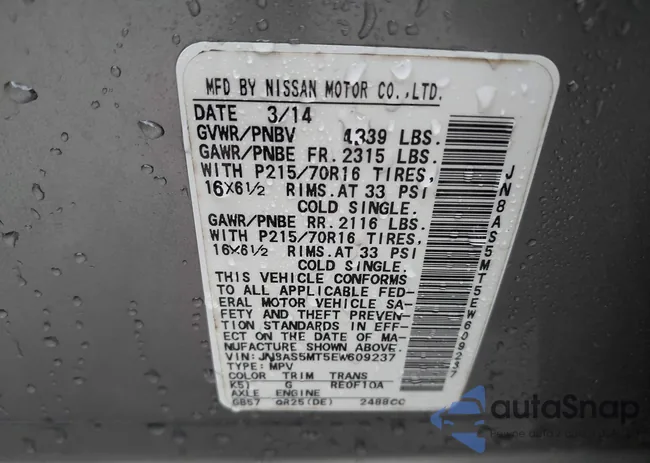 MFD BY NISSAN MOTOR CO.,LTD.
DATE 3/14
GVWR/PNBV 4339 LBS.
GAWR/PNBE FR. 2315 LBS.
WITH P215/70R16 TIRES,
16X6½ RIMS.AT 33 PSI
COLD SINGLE.
GAWR/PNBE RR. 2116 LBS.
WITH P215/70R16 TIRES,
16X6½ RIMS.AT 33 PSI
COLD SINGLE.
THIS VEHICLE CONFORMS
TO ALL APPLICABLE FED-
ERAL MOTOR VEHICLE SA-
FETY AND THEFT PREVEN-
TION STANDARDS IN EFF-
ECT ON THE DATE OF MA-
NUFACTURE SHOWN ABOVE.
VIN: JN8AS5MT5EW609237
TYPE: MPV
COLOR TRIM TRANS
K51 G RE0F10A
AXLE ENGINE
GB57 QR25(DE) 2488CC
JN8AS5MT5EW609237
autoSnap